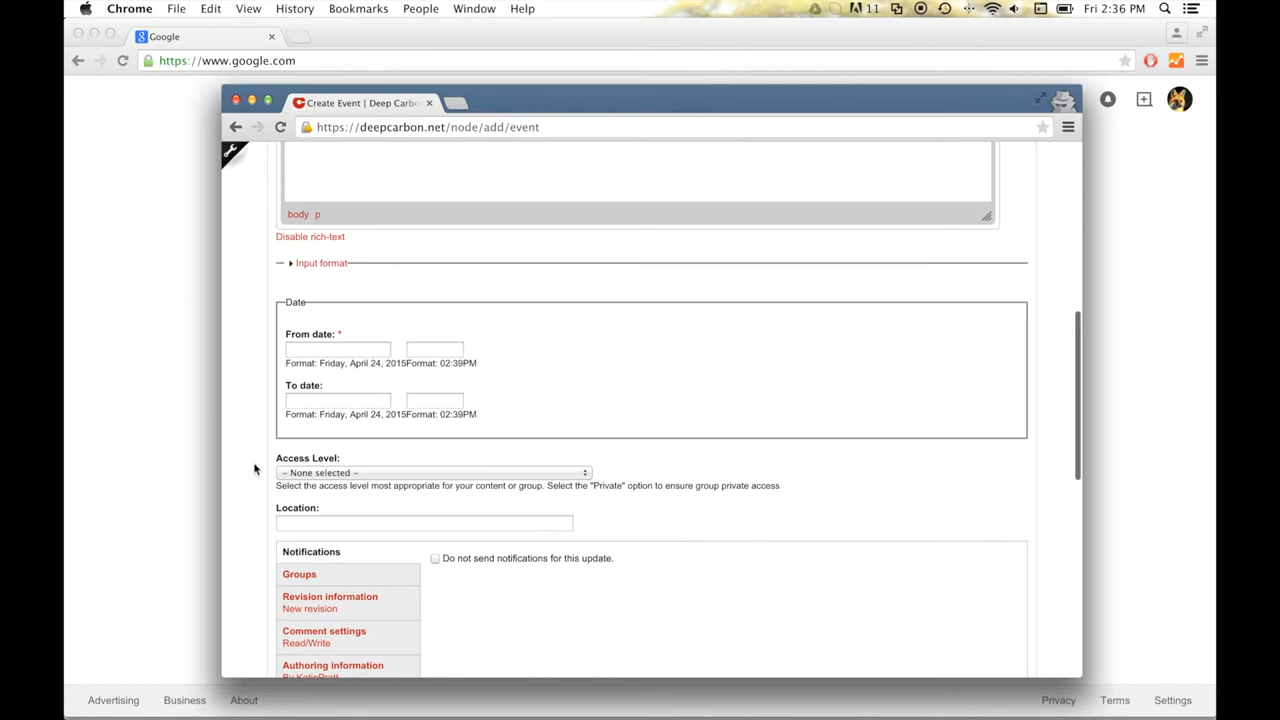 Chrome File Edit View History Bookmarks People Window Help 11 Fri 2:36 PM
Google
https://www.google.com
Create Event | Deep Carbo
https://deepcarbon.net/node/add/event
body p
Disable rich-text
Input format
Date
From date: *
Format: Friday, April 24, 2015Format: 02:39PM
To date:
Format: Friday, April 24, 2015Format: 02:39PM
Access Level:
– None selected –
Select the access level most appropriate for your content or group. Select the "Private" option to ensure group private access
Location:
Notifications
Do not send notifications for this update.
Groups
Revision information
New revision
Comment settings
Read/Write
Authoring information
By KatiePratt
Advertising Business About Privacy Terms Settings